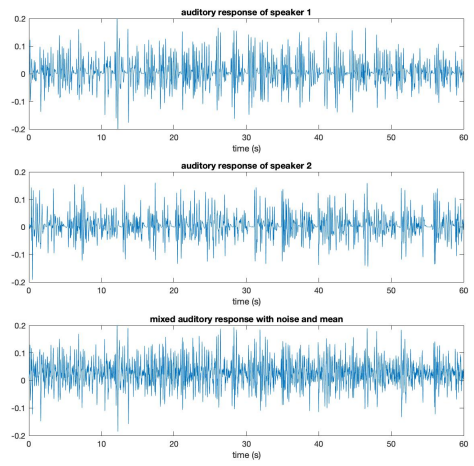 auditory response of speaker 1
0.2
0.1
0
-0.1
-0.2
0 10 20 30 40 50 60
time (s)
auditory response of speaker 2
0.2
0.1
0
-0.1
-0.2
0 10 20 30 40 50 60
time (s)
mixed auditory response with noise and mean
0.2
0.1
0
-0.1
-0.2
0 10 20 30 40 50 60
time (s)